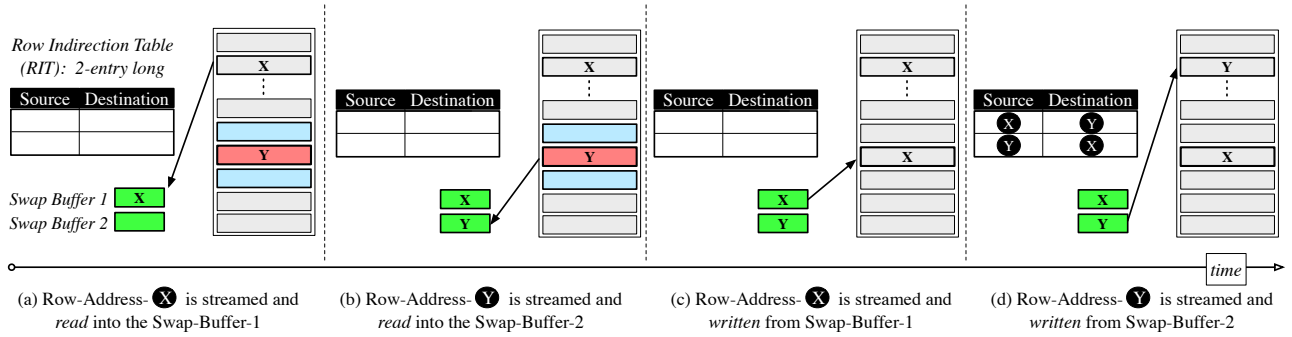 Row Indirection Table
(RIT): 2-entry long
Source Destination
X
Y
Swap Buffer 1 X
Swap Buffer 2
Source Destination
X
Y
X
Y
Source Destination
X
X
X
Y
Source Destination
X Y
Y X
Y
X
X
Y
time
(a) Row-Address- X is streamed and
read into the Swap-Buffer-1
(b) Row-Address- Y is streamed and
read into the Swap-Buffer-2
(c) Row-Address- X is streamed and
written from Swap-Buffer-1
(d) Row-Address- Y is streamed and
written from Swap-Buffer-2